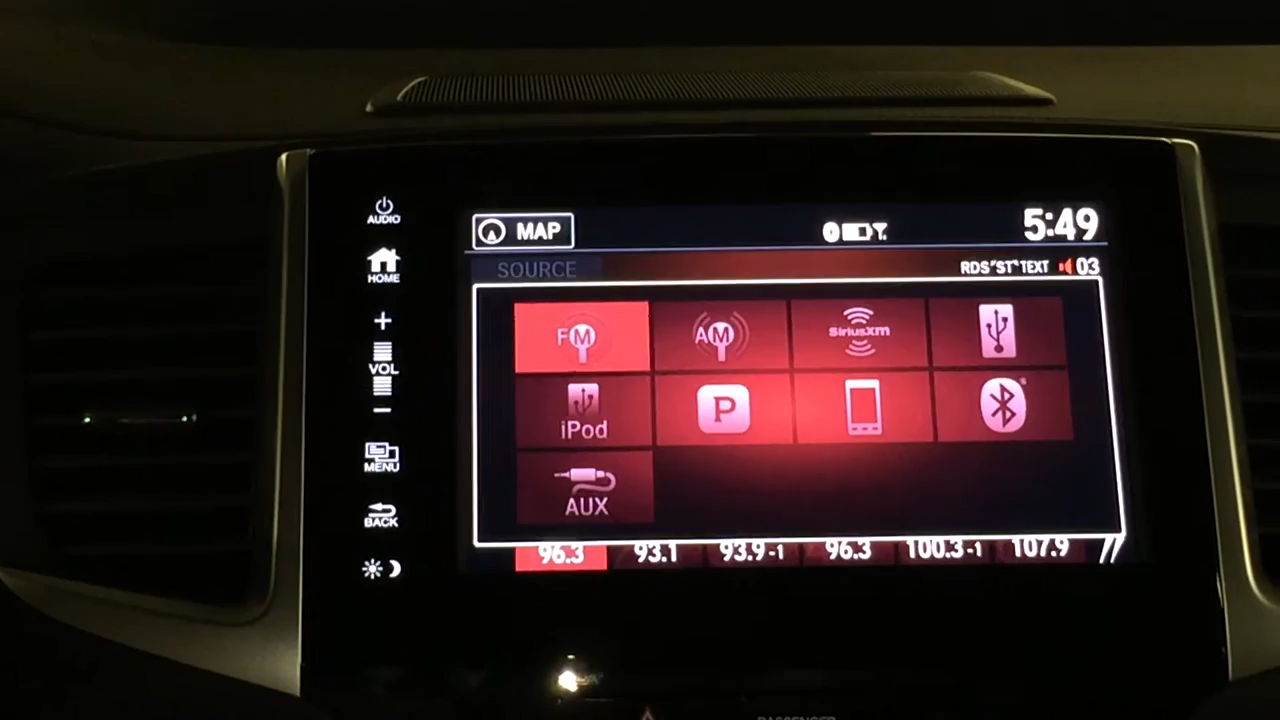 AUDIO
HOME
+
VOL
−
MENU
BACK
MAP
5:49
SOURCE
RDS "ST" TEXT 03
FM
AM
SiriusXM
iPod
P
AUX
96.3 93.1 93.9-1 96.3 100.3-1 107.9
PASSENGER